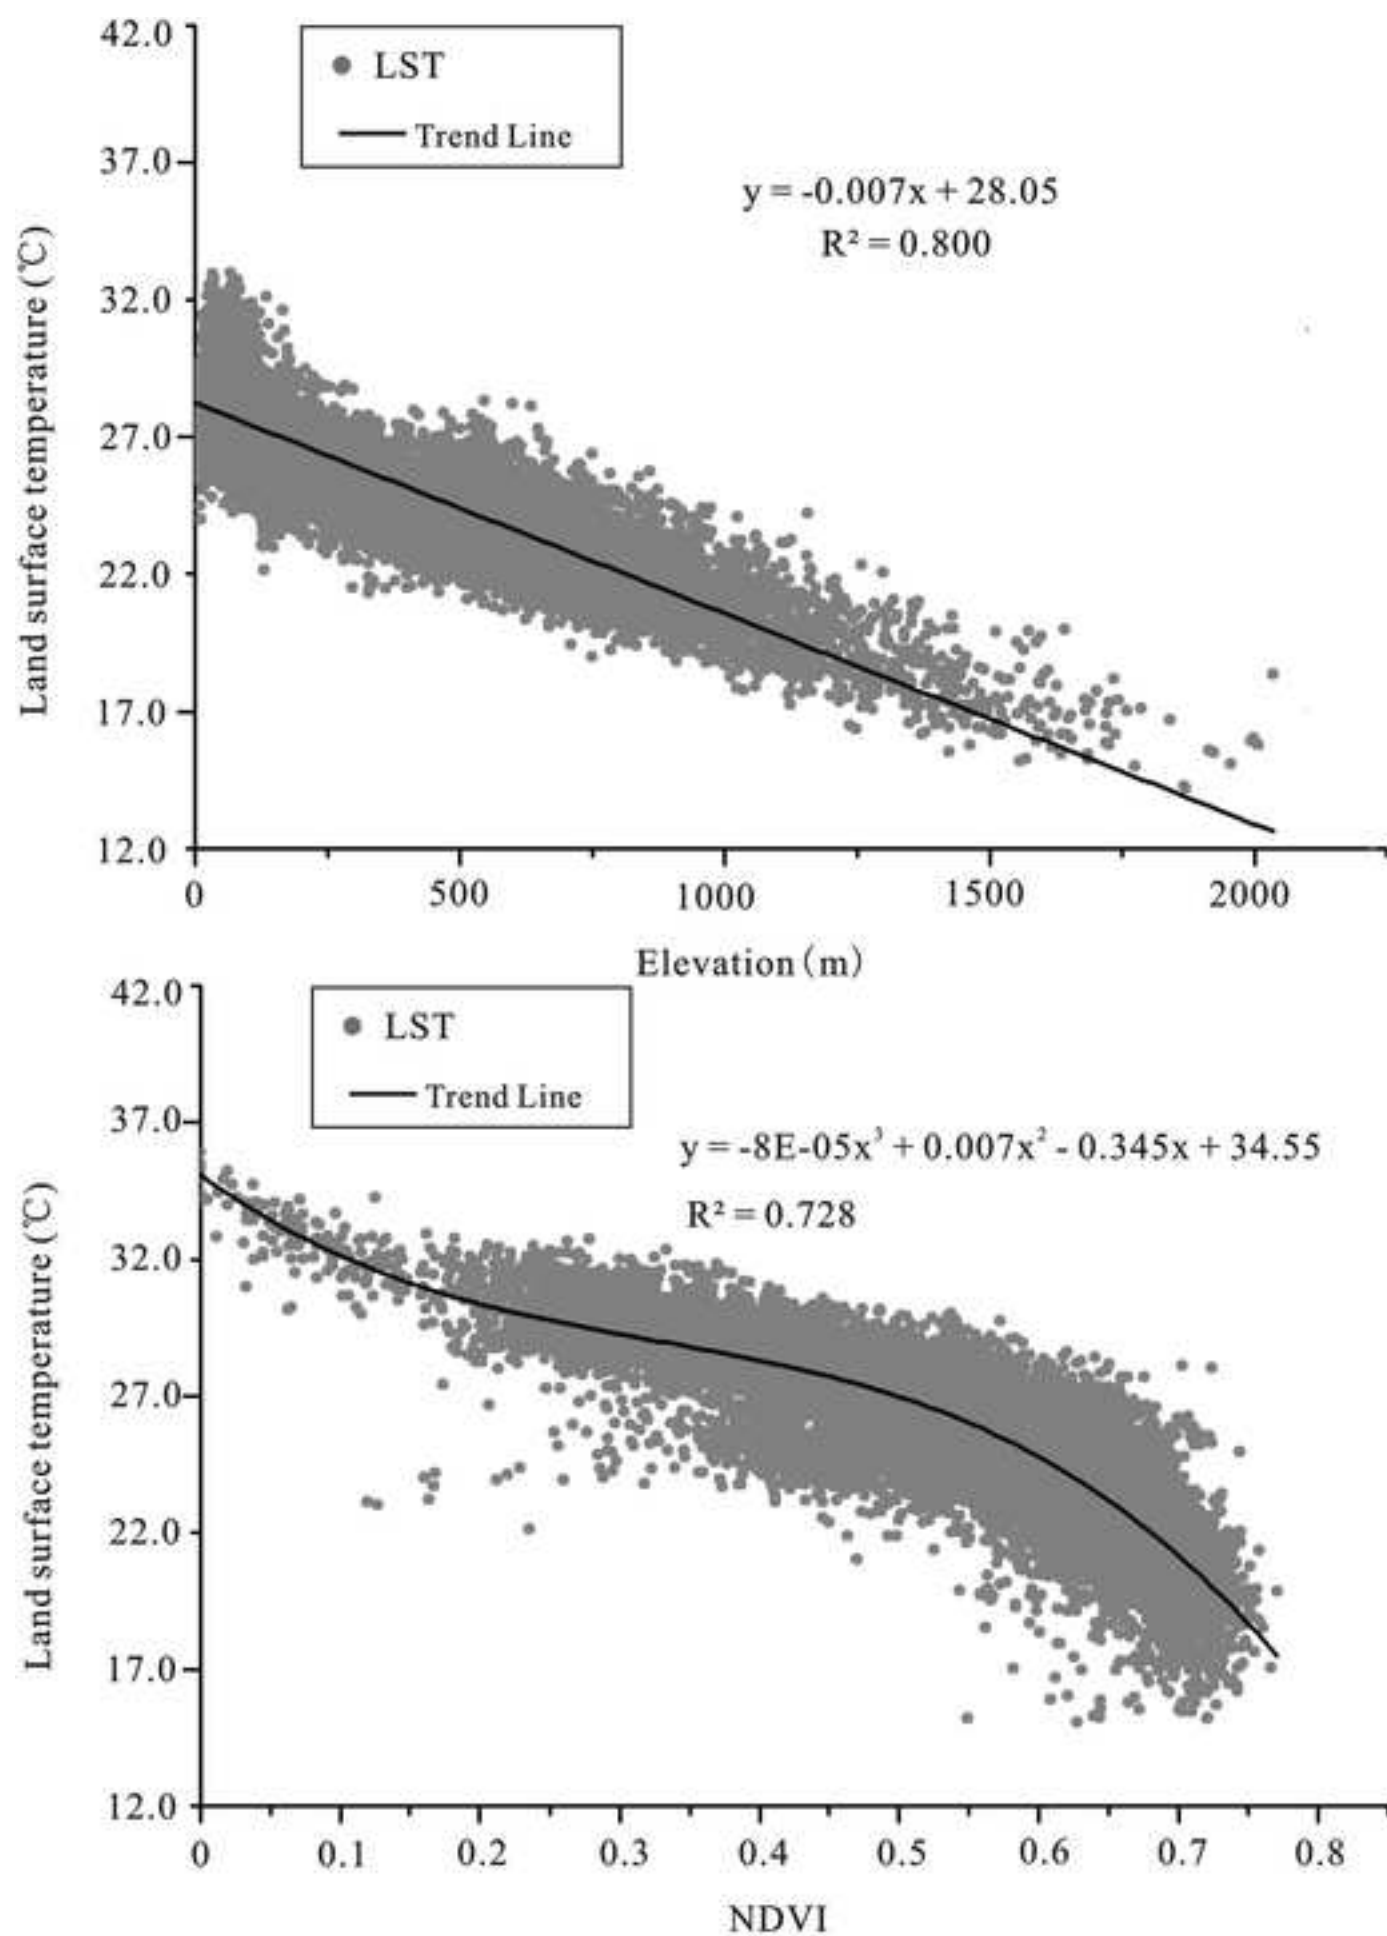 42.0
LST
Trend Line
37.0
y = -0.007x + 28.05
R² = 0.800
32.0
27.0
22.0
17.0
12.0
Land surface temperature (℃)
0 500 1000 1500 2000
Elevation (m)
42.0
LST
Trend Line
37.0
y = -8E-05x³ + 0.007x² - 0.345x + 34.55
R² = 0.728
32.0
27.0
22.0
17.0
12.0
Land surface temperature (℃)
0 0.1 0.2 0.3 0.4 0.5 0.6 0.7 0.8
NDVI